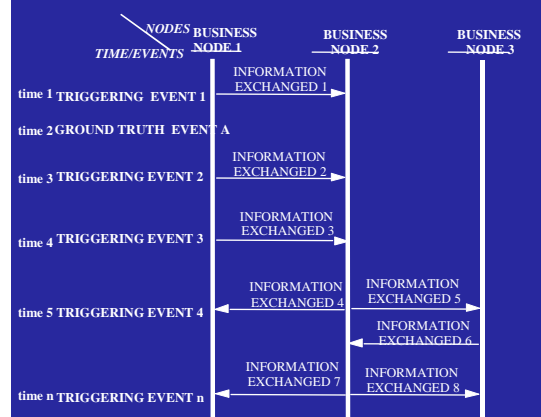 NODES
TIME/EVENTS
BUSINESS
NODE 1
BUSINESS
NODE 2
BUSINESS
NODE 3
time 1 TRIGGERING EVENT 1
INFORMATION
EXCHANGED 1
time 2 GROUND TRUTH EVENT A
time 3 TRIGGERING EVENT 2
INFORMATION
EXCHANGED 2
time 4 TRIGGERING EVENT 3
INFORMATION
EXCHANGED 3
time 5 TRIGGERING EVENT 4
INFORMATION
EXCHANGED 4
INFORMATION
EXCHANGED 5
INFORMATION
EXCHANGED 6
time n TRIGGERING EVENT n
INFORMATION
EXCHANGED 7
INFORMATION
EXCHANGED 8